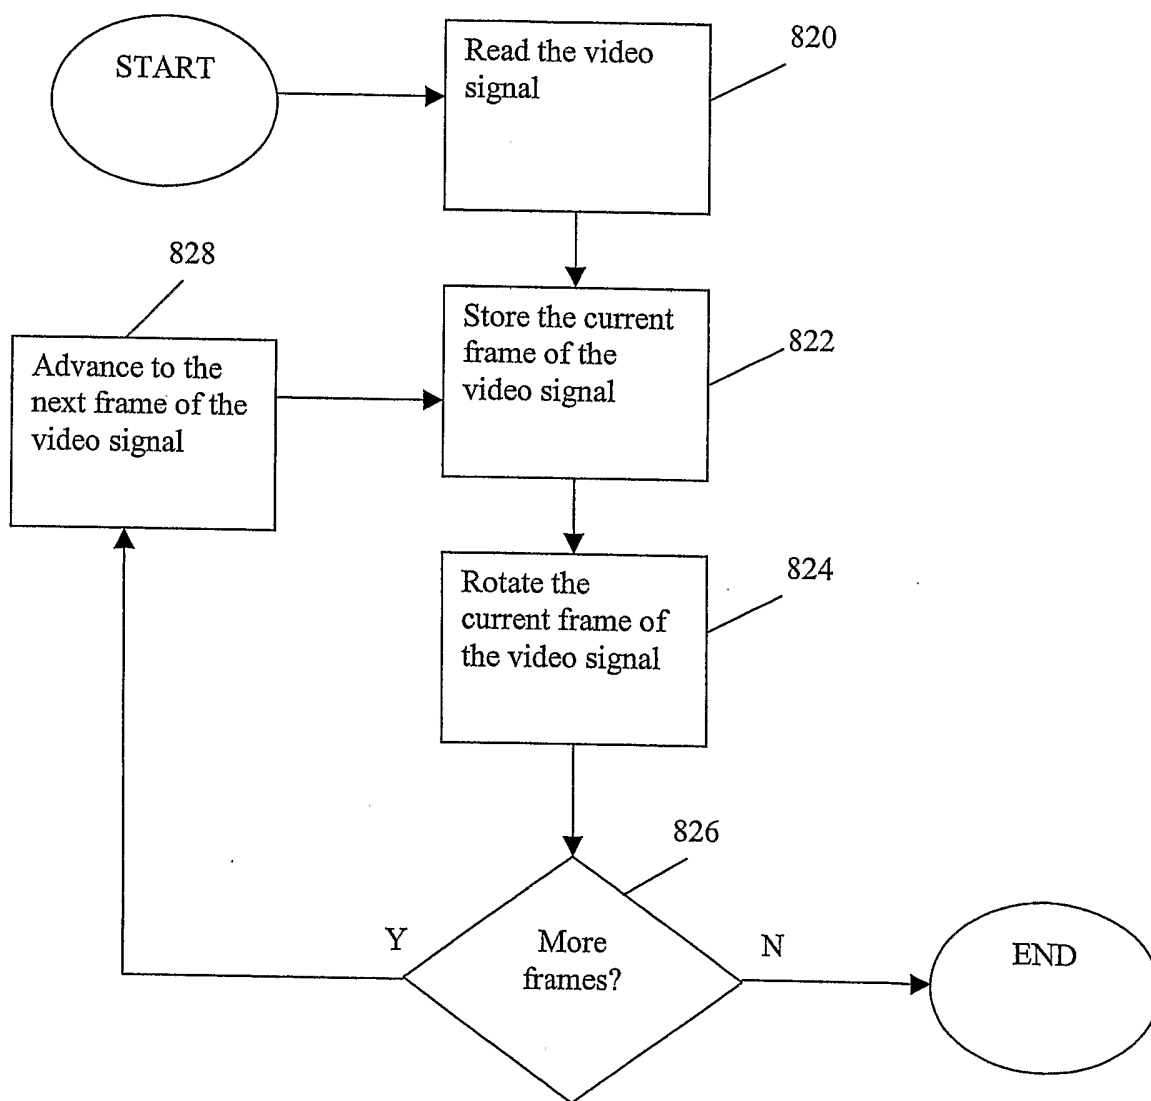 START
Read the video
signal
820
828
Advance to the
next frame of the
video signal
Store the current
frame of the
video signal
822
Rotate the
current frame of
the video signal
824
826
More
frames?
Y
N
END